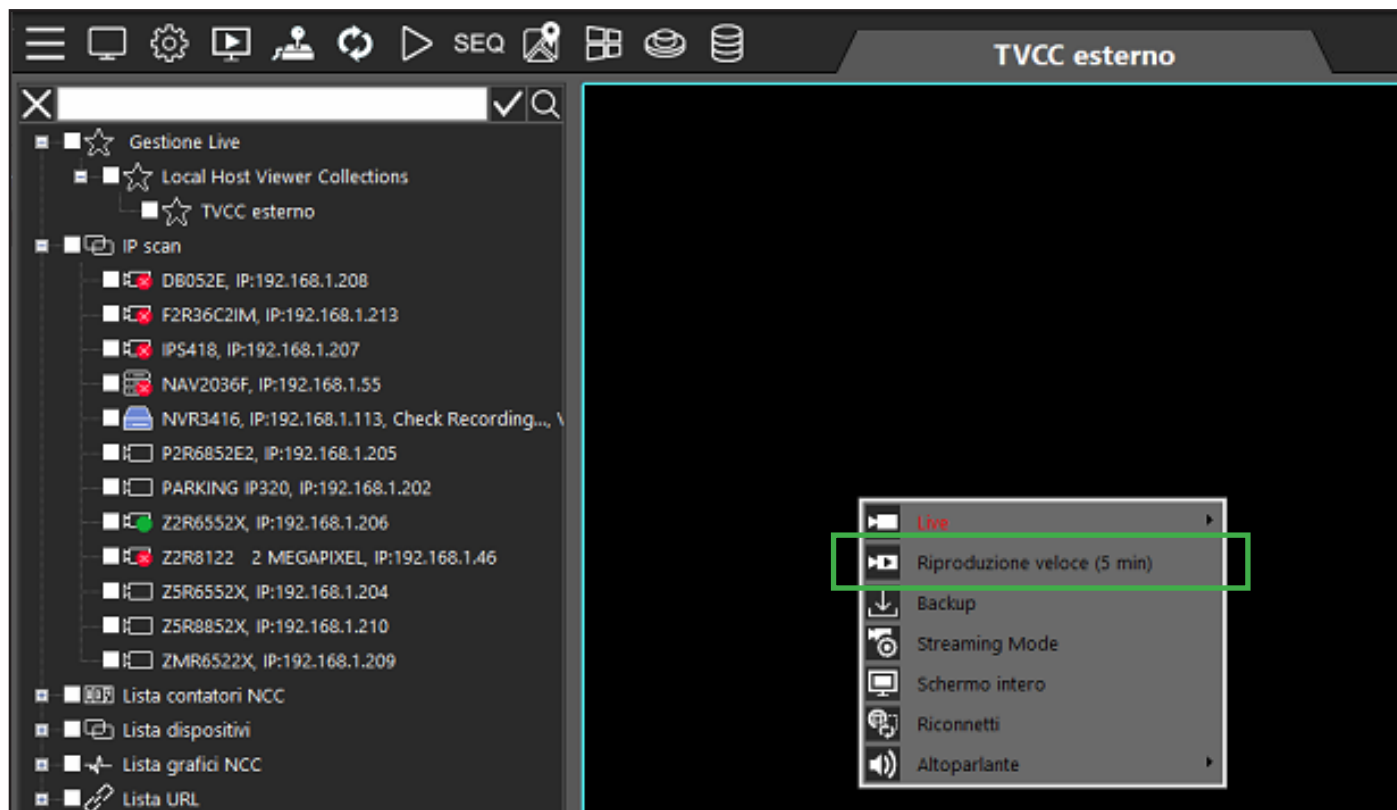 SEQ
TVCC esterno
Gestione Live
Local Host Viewer Collections
TVCC esterno
IP scan
DB052E, IP:192.168.1.208
F2R36C2IM, IP:192.168.1.213
IPS418, IP:192.168.1.207
NAV2036F, IP:192.168.1.55
NVR3416, IP:192.168.1.113, Check Recording...,
P2R6852E2, IP:192.168.1.205
PARKING IP320, IP:192.168.1.202
Z2R6552X, IP:192.168.1.206
Z2R8122 2 MEGAPIXEL, IP:192.168.1.46
Z5R6552X, IP:192.168.1.204
Z5R8852X, IP:192.168.1.210
ZMR6522X, IP:192.168.1.209
Lista contatori NCC
Lista dispositivi
Lista grafici NCC
Lista URL
Live
Riproduzione veloce (5 min)
Backup
Streaming Mode
Schermo intero
Riconnetti
Altoparlante